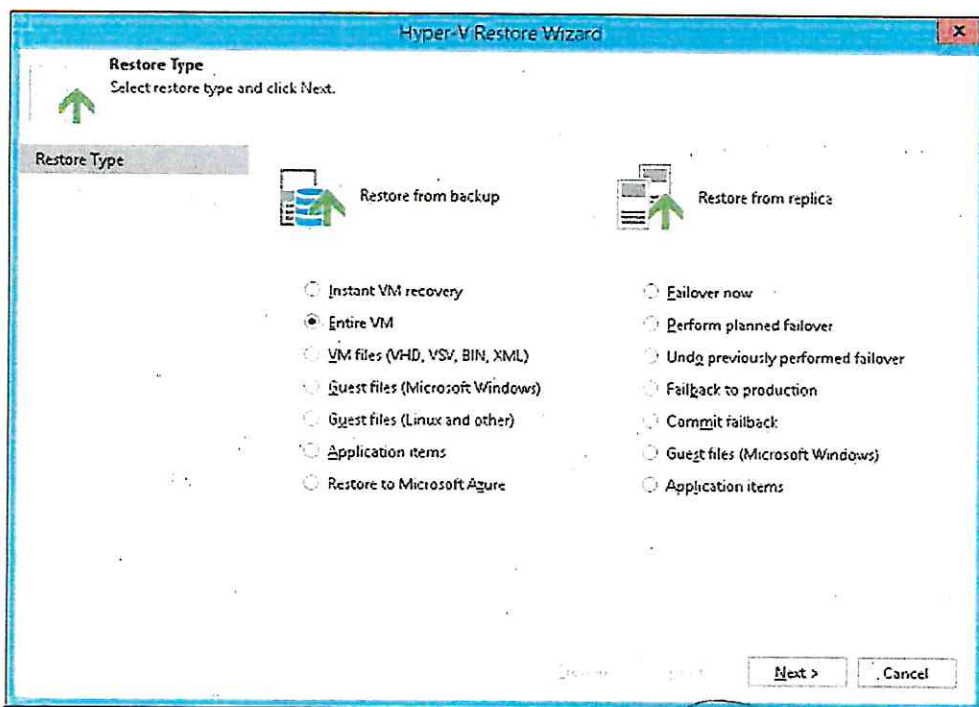 Hyper-V Restore Wizard
x
Restore Type
Select restore type and click Next.
Restore Type
Restore from backup
Instant VM recovery
Entire VM
VM files (VHD, VSV, BIN, XML)
Guest files (Microsoft Windows)
Guest files (Linux and other)
Application items
Restore to Microsoft Azure
Restore from replica
Failover now
Perform planned failover
Undo previously performed failover
Failback to production
Commit failback
Guest files (Microsoft Windows)
Application items
Next >
Cancel